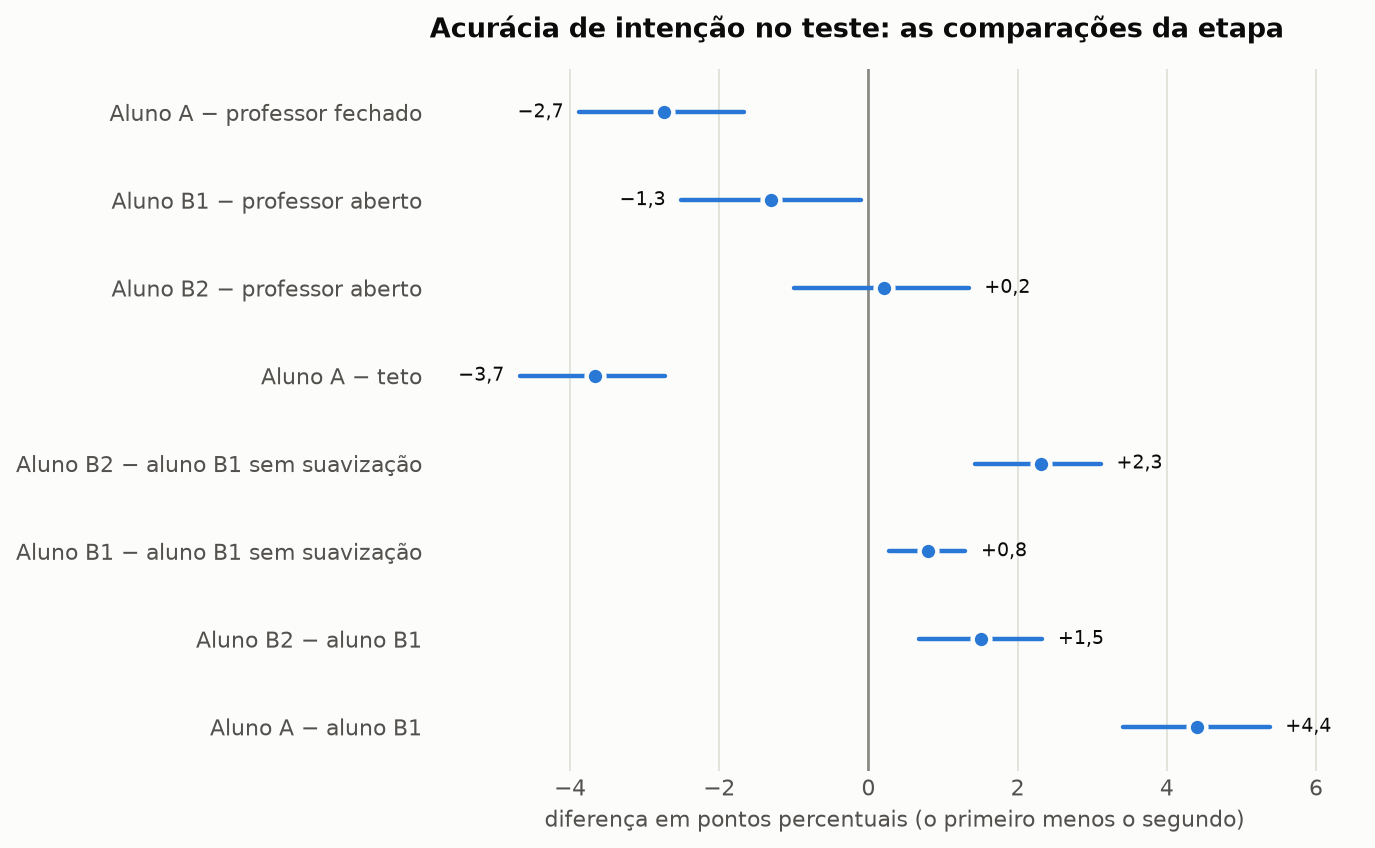 Acurácia de intenção no teste: as comparações da etapa
Aluno A − professor fechado
−2,7
Aluno B1 − professor aberto
−1,3
Aluno B2 − professor aberto
+0,2
Aluno A − teto
−3,7
Aluno B2 − aluno B1 sem suavização
+2,3
Aluno B1 − aluno B1 sem suavização
+0,8
Aluno B2 − aluno B1
+1,5
Aluno A − aluno B1
+4,4
−4 −2 0 2 4 6
diferença em pontos percentuais (o primeiro menos o segundo)